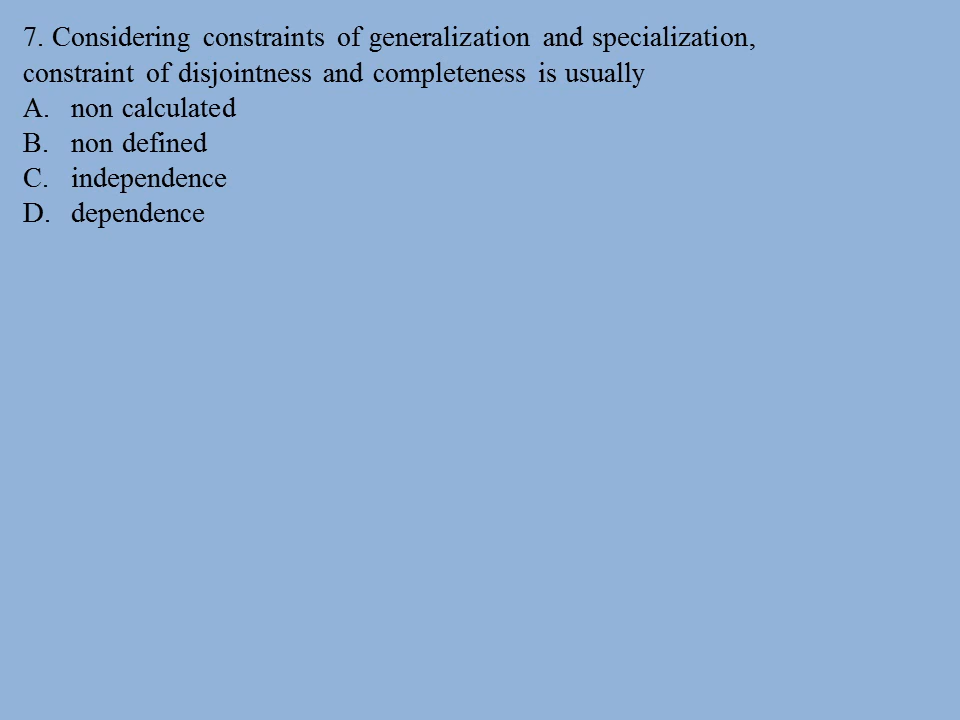 7. Considering constraints of generalization and specialization,
constraint of disjointness and completeness is usually
A. non calculated
B. non defined
C. independence
D. dependence